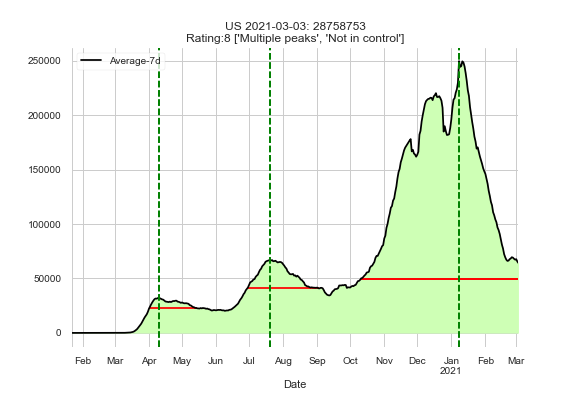 US 2021-03-03: 28758753
Rating:8 ['Multiple peaks', 'Not in control']
Average-7d
250000
200000
150000
100000
50000
0
Feb Mar Apr May Jun Jul Aug Sep Oct Nov Dec Jan Feb Mar
2021
Date